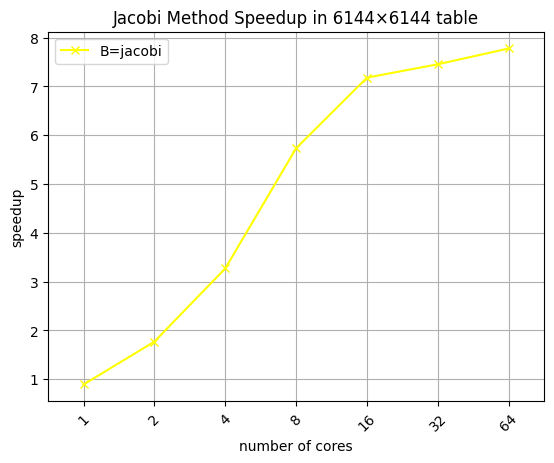 Jacobi Method Speedup in 6144×6144 table
B=jacobi
8
7
6
5
4
3
2
1
speedup
1 2 4 8 16 32 64
number of cores